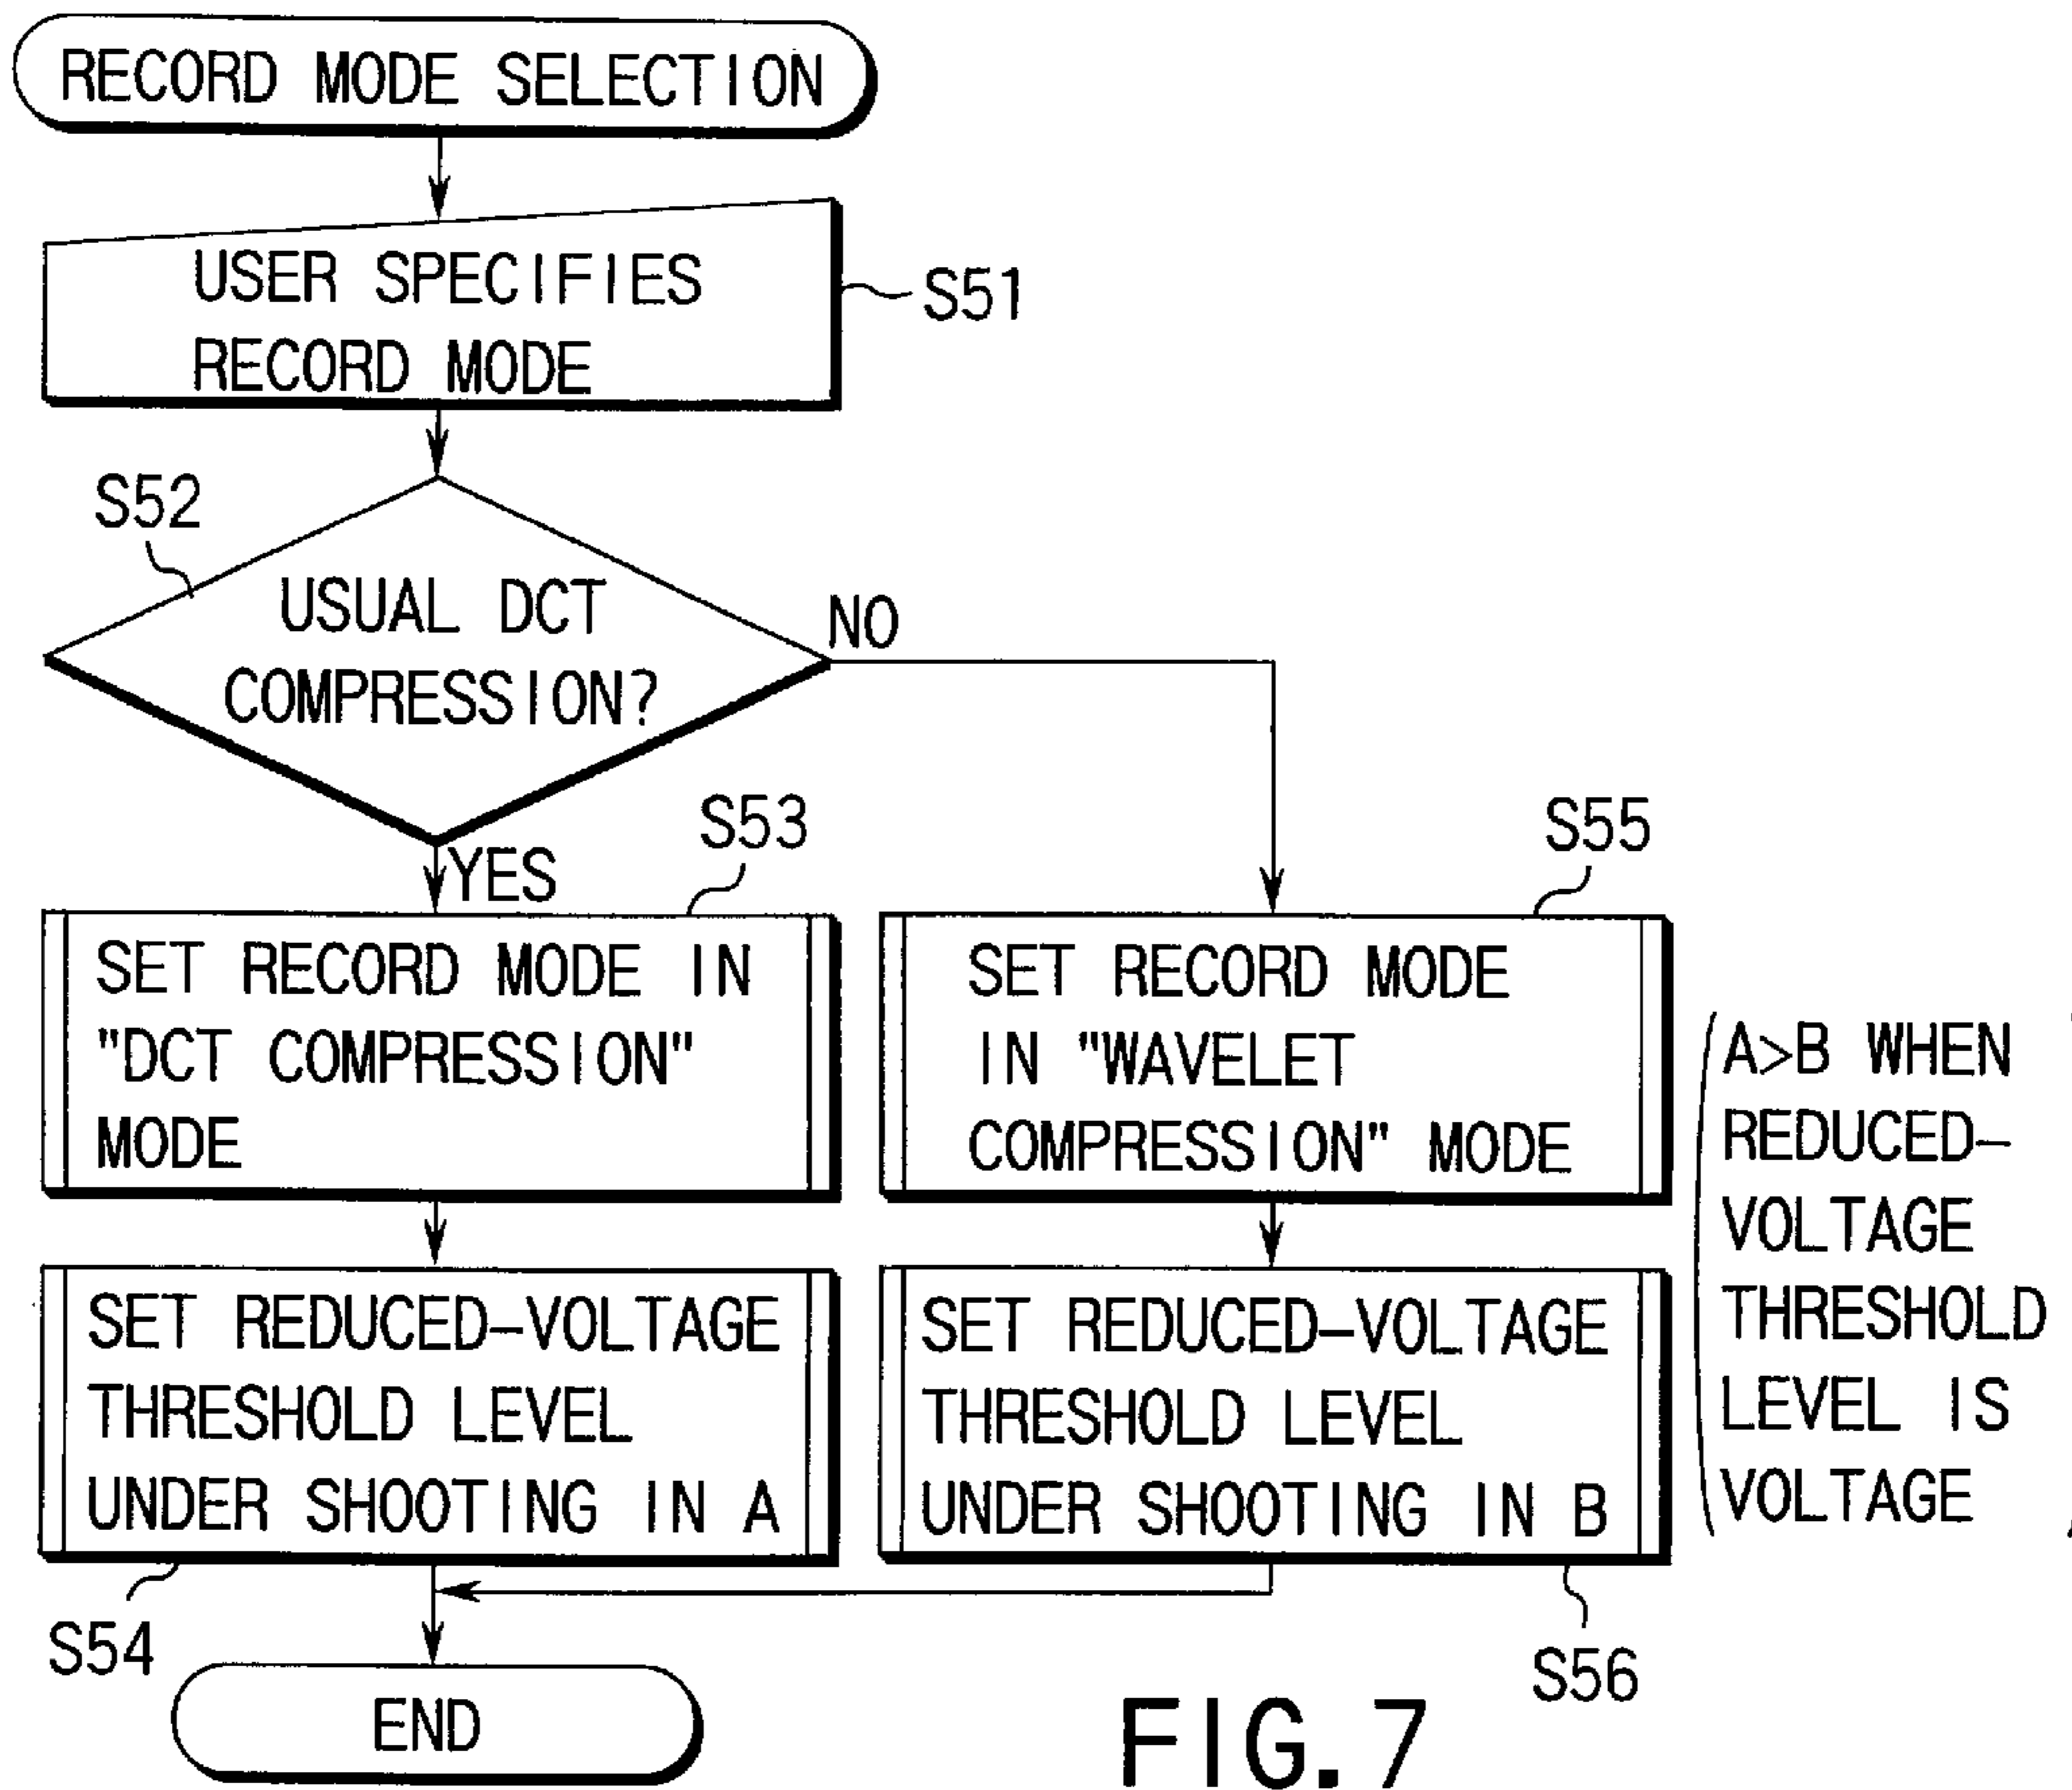 RECORD MODE SELECTION
USER SPECIFIES
RECORD MODE
S51
S52
USUAL DCT
COMPRESSION?
NO
YES
S53
SET RECORD MODE IN
"DCT COMPRESSION"
MODE
S55
SET RECORD MODE
IN "WAVELET
COMPRESSION" MODE
SET REDUCED-VOLTAGE
THRESHOLD LEVEL
UNDER SHOOTING IN A
S54
SET REDUCED-VOLTAGE
THRESHOLD LEVEL
UNDER SHOOTING IN B
S56
(A>B WHEN
REDUCED-
VOLTAGE
THRESHOLD
LEVEL IS
VOLTAGE)
END
FIG. 7